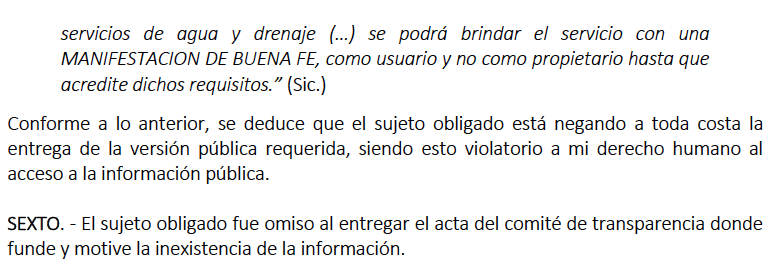 servicios de agua y drenaje (...) se podrá brindar el servicio con una
MANIFESTACION DE BUENA FE, como usuario y no como propietario hasta que
acredite dichos requisitos.” (Sic.)
Conforme a lo anterior, se deduce que el sujeto obligado está negando a toda costa la
entrega de la versión pública requerida, siendo esto violatorio a mi derecho humano al
acceso a la información pública.
SEXTO. - El sujeto obligado fue omiso al entregar el acta del comité de transparencia donde
funde y motive la inexistencia de la información.